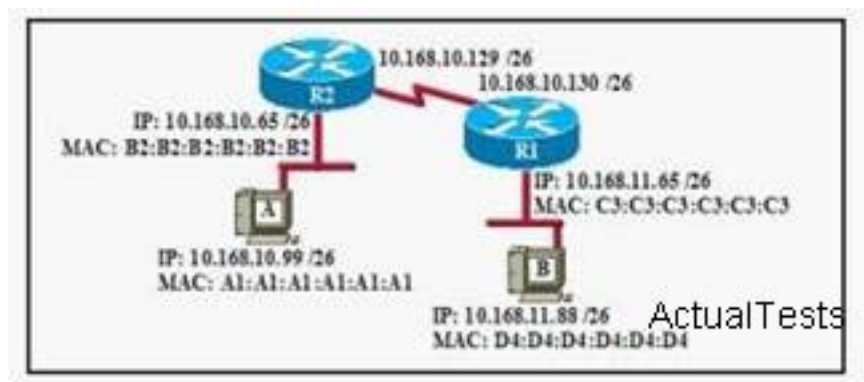 10.168.10.129 /26
10.168.10.130 /26
R2
IP: 10.168.10.65 /26
MAC: B2:B2:B2:B2:B2:B2
R1
IP: 10.168.11.65 /26
MAC: C3:C3:C3:C3:C3:C3
A
IP: 10.168.10.99 /26
MAC: A1:A1:A1:A1:A1:A1
B
IP: 10.168.11.88 /26
MAC: D4:D4:D4:D4:D4:D4
ActualTests